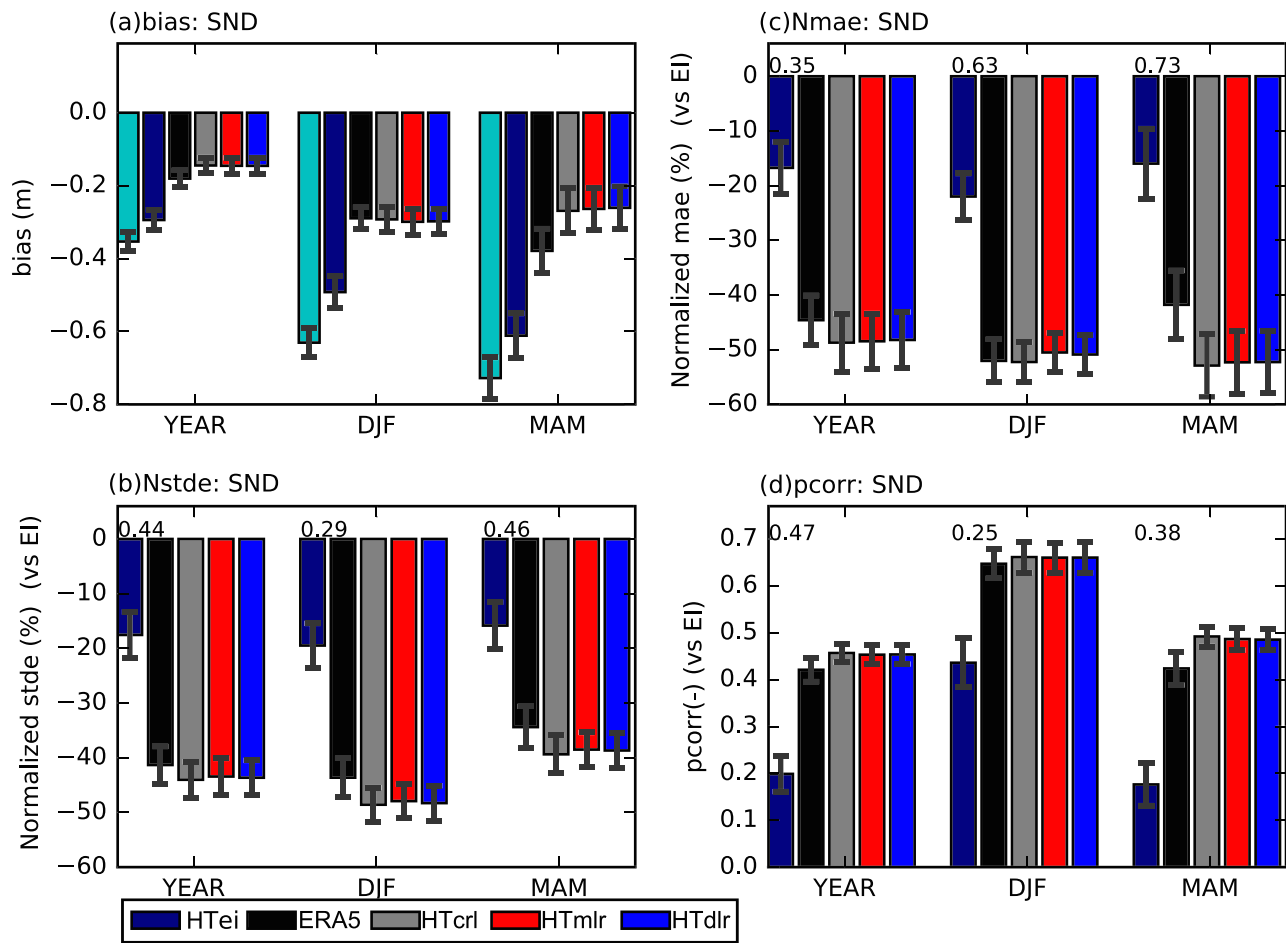 (a)bias: SND
0.0
−0.2
−0.4
−0.6
−0.8
bias (m)
YEAR DJF MAM
(c)Nmae: SND
0.35 0.63 0.73
0
−10
−20
−30
−40
−50
−60
Normalized mae (%) (vs EI)
YEAR DJF MAM
(b)Nstde: SND
0.44 0.29 0.46
0
−10
−20
−30
−40
−50
−60
Normalized stde (%) (vs EI)
YEAR DJF MAM
(d)pcorr: SND
0.47 0.25 0.38
0.7
0.6
0.5
0.4
0.3
0.2
0.1
0.0
pcorr(-) (vs EI)
YEAR DJF MAM
HTei ERA5 HTcrl HTmlr HTdlr